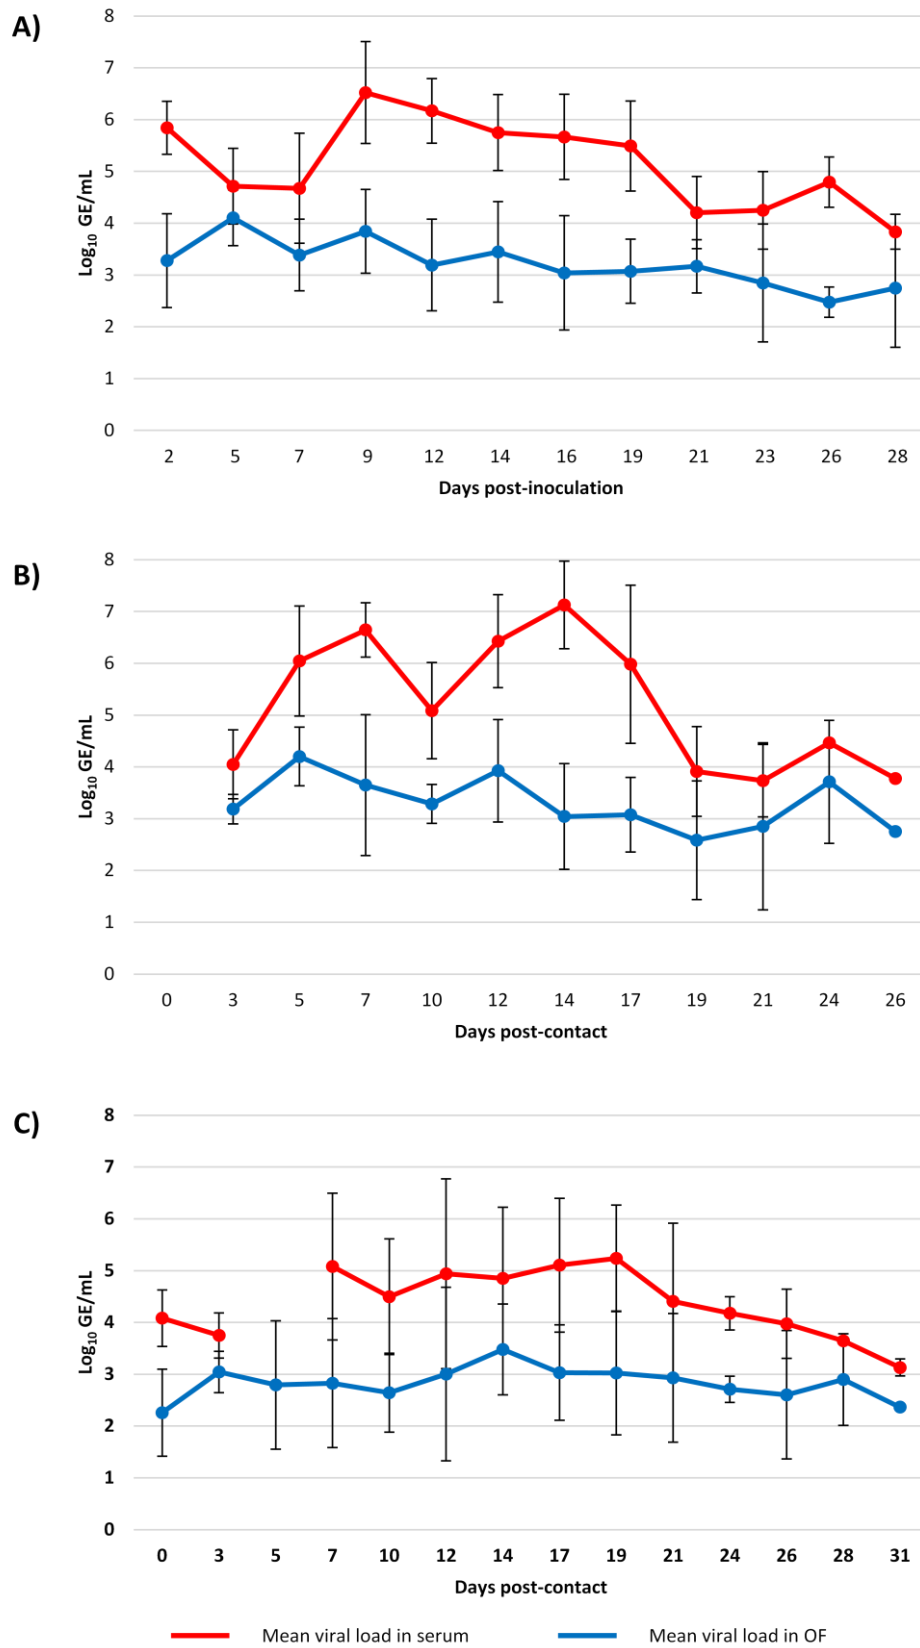 A)
8
7
6
5
4
3
2
1
0
Log₁₀ GE/mL
2 5 7 9 12 14 16 19 21 23 26 28
Days post-inoculation
B)
8
7
6
5
4
3
2
1
0
Log₁₀ GE/mL
0 3 5 7 10 12 14 17 19 21 24 26
Days post-contact
C)
8
7
6
5
4
3
2
1
0
Log₁₀ GE/mL
0 3 5 7 10 12 14 17 19 21 24 26 28 31
Days post-contact
Mean viral load in serum Mean viral load in OF